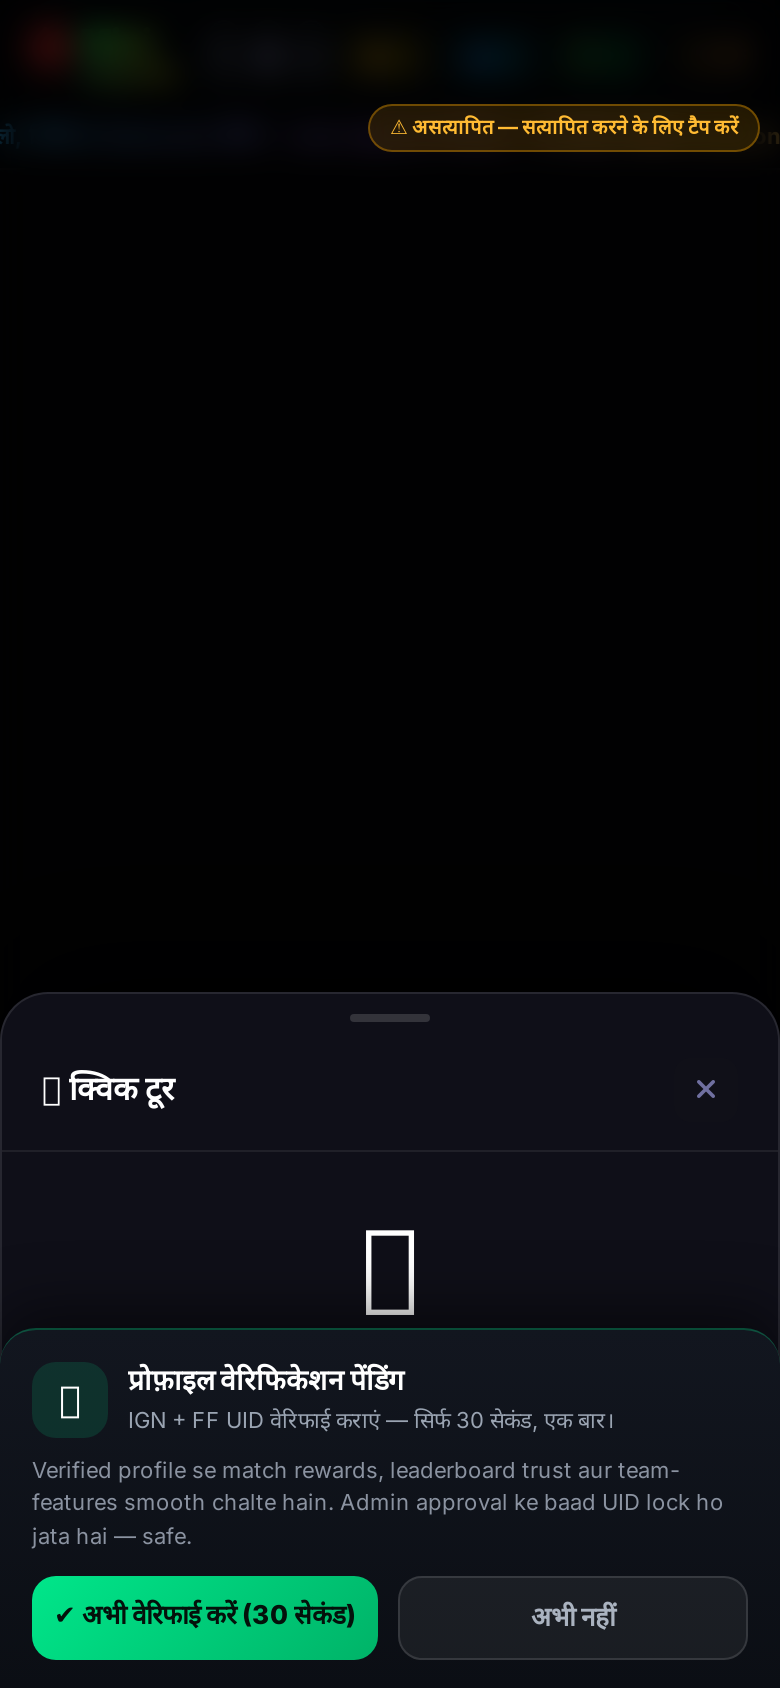 ⚠ असत्यापित — सत्यापित करने के लिए टैप करें
क्विक टूर
प्रोफ़ाइल वेरिफिकेशन पेंडिंग
IGN + FF UID वेरिफाई कराएं — सिर्फ 30 सेकंड, एक बार।
Verified profile se match rewards, leaderboard trust aur team-
features smooth chalte hain. Admin approval ke baad UID lock ho
jata hai — safe.
✔ अभी वेरिफाई करें (30 सेकंड)
अभी नहीं